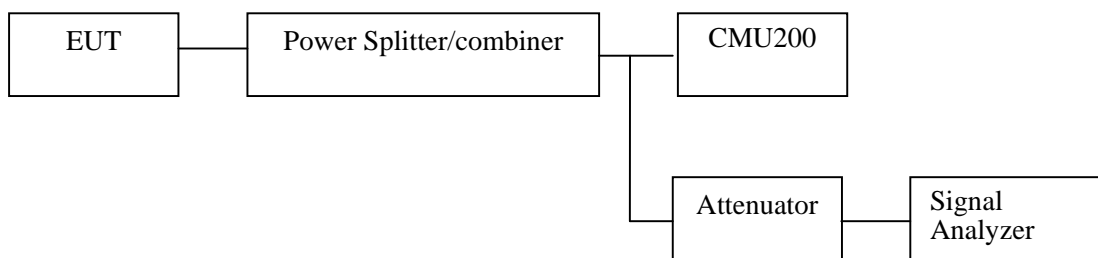 EUT
Power Splitter/combiner
CMU200
Attenuator
Signal
Analyzer